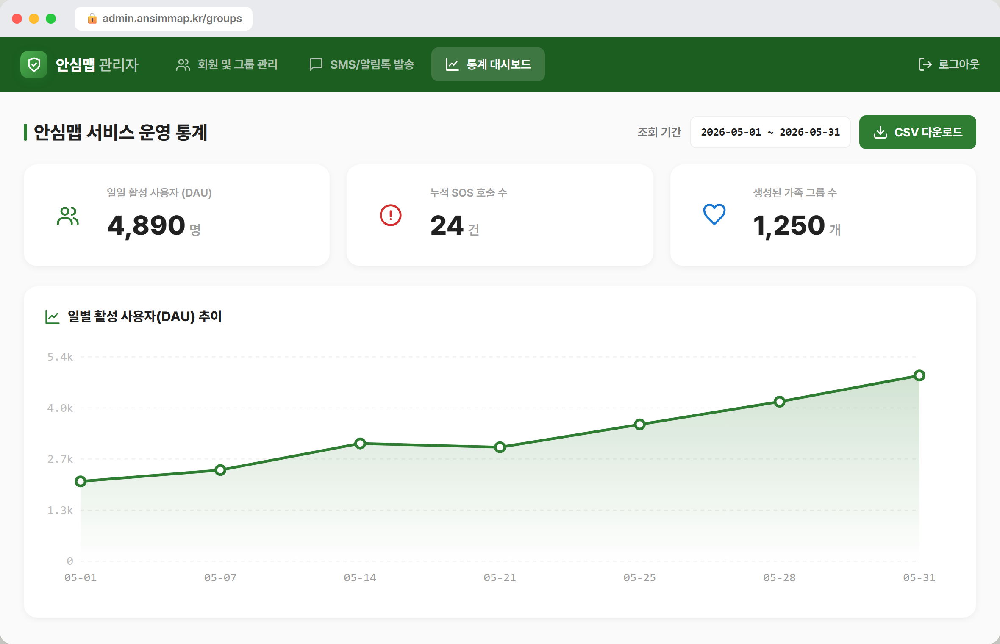 admin.ansimmap.kr/groups
안심맵 관리자
회원 및 그룹 관리
SMS/알림톡 발송
통계 대시보드
로그아웃
안심맵 서비스 운영 통계
조회 기간
2026-05-01 ~ 2026-05-31
CSV 다운로드
일일 활성 사용자 (DAU)
4,890 명
누적 SOS 호출 수
24 건
생성된 가족 그룹 수
1,250 개
일별 활성 사용자(DAU) 추이
5.4k
4.0k
2.7k
1.3k
0
05-01
05-07
05-14
05-21
05-25
05-28
05-31